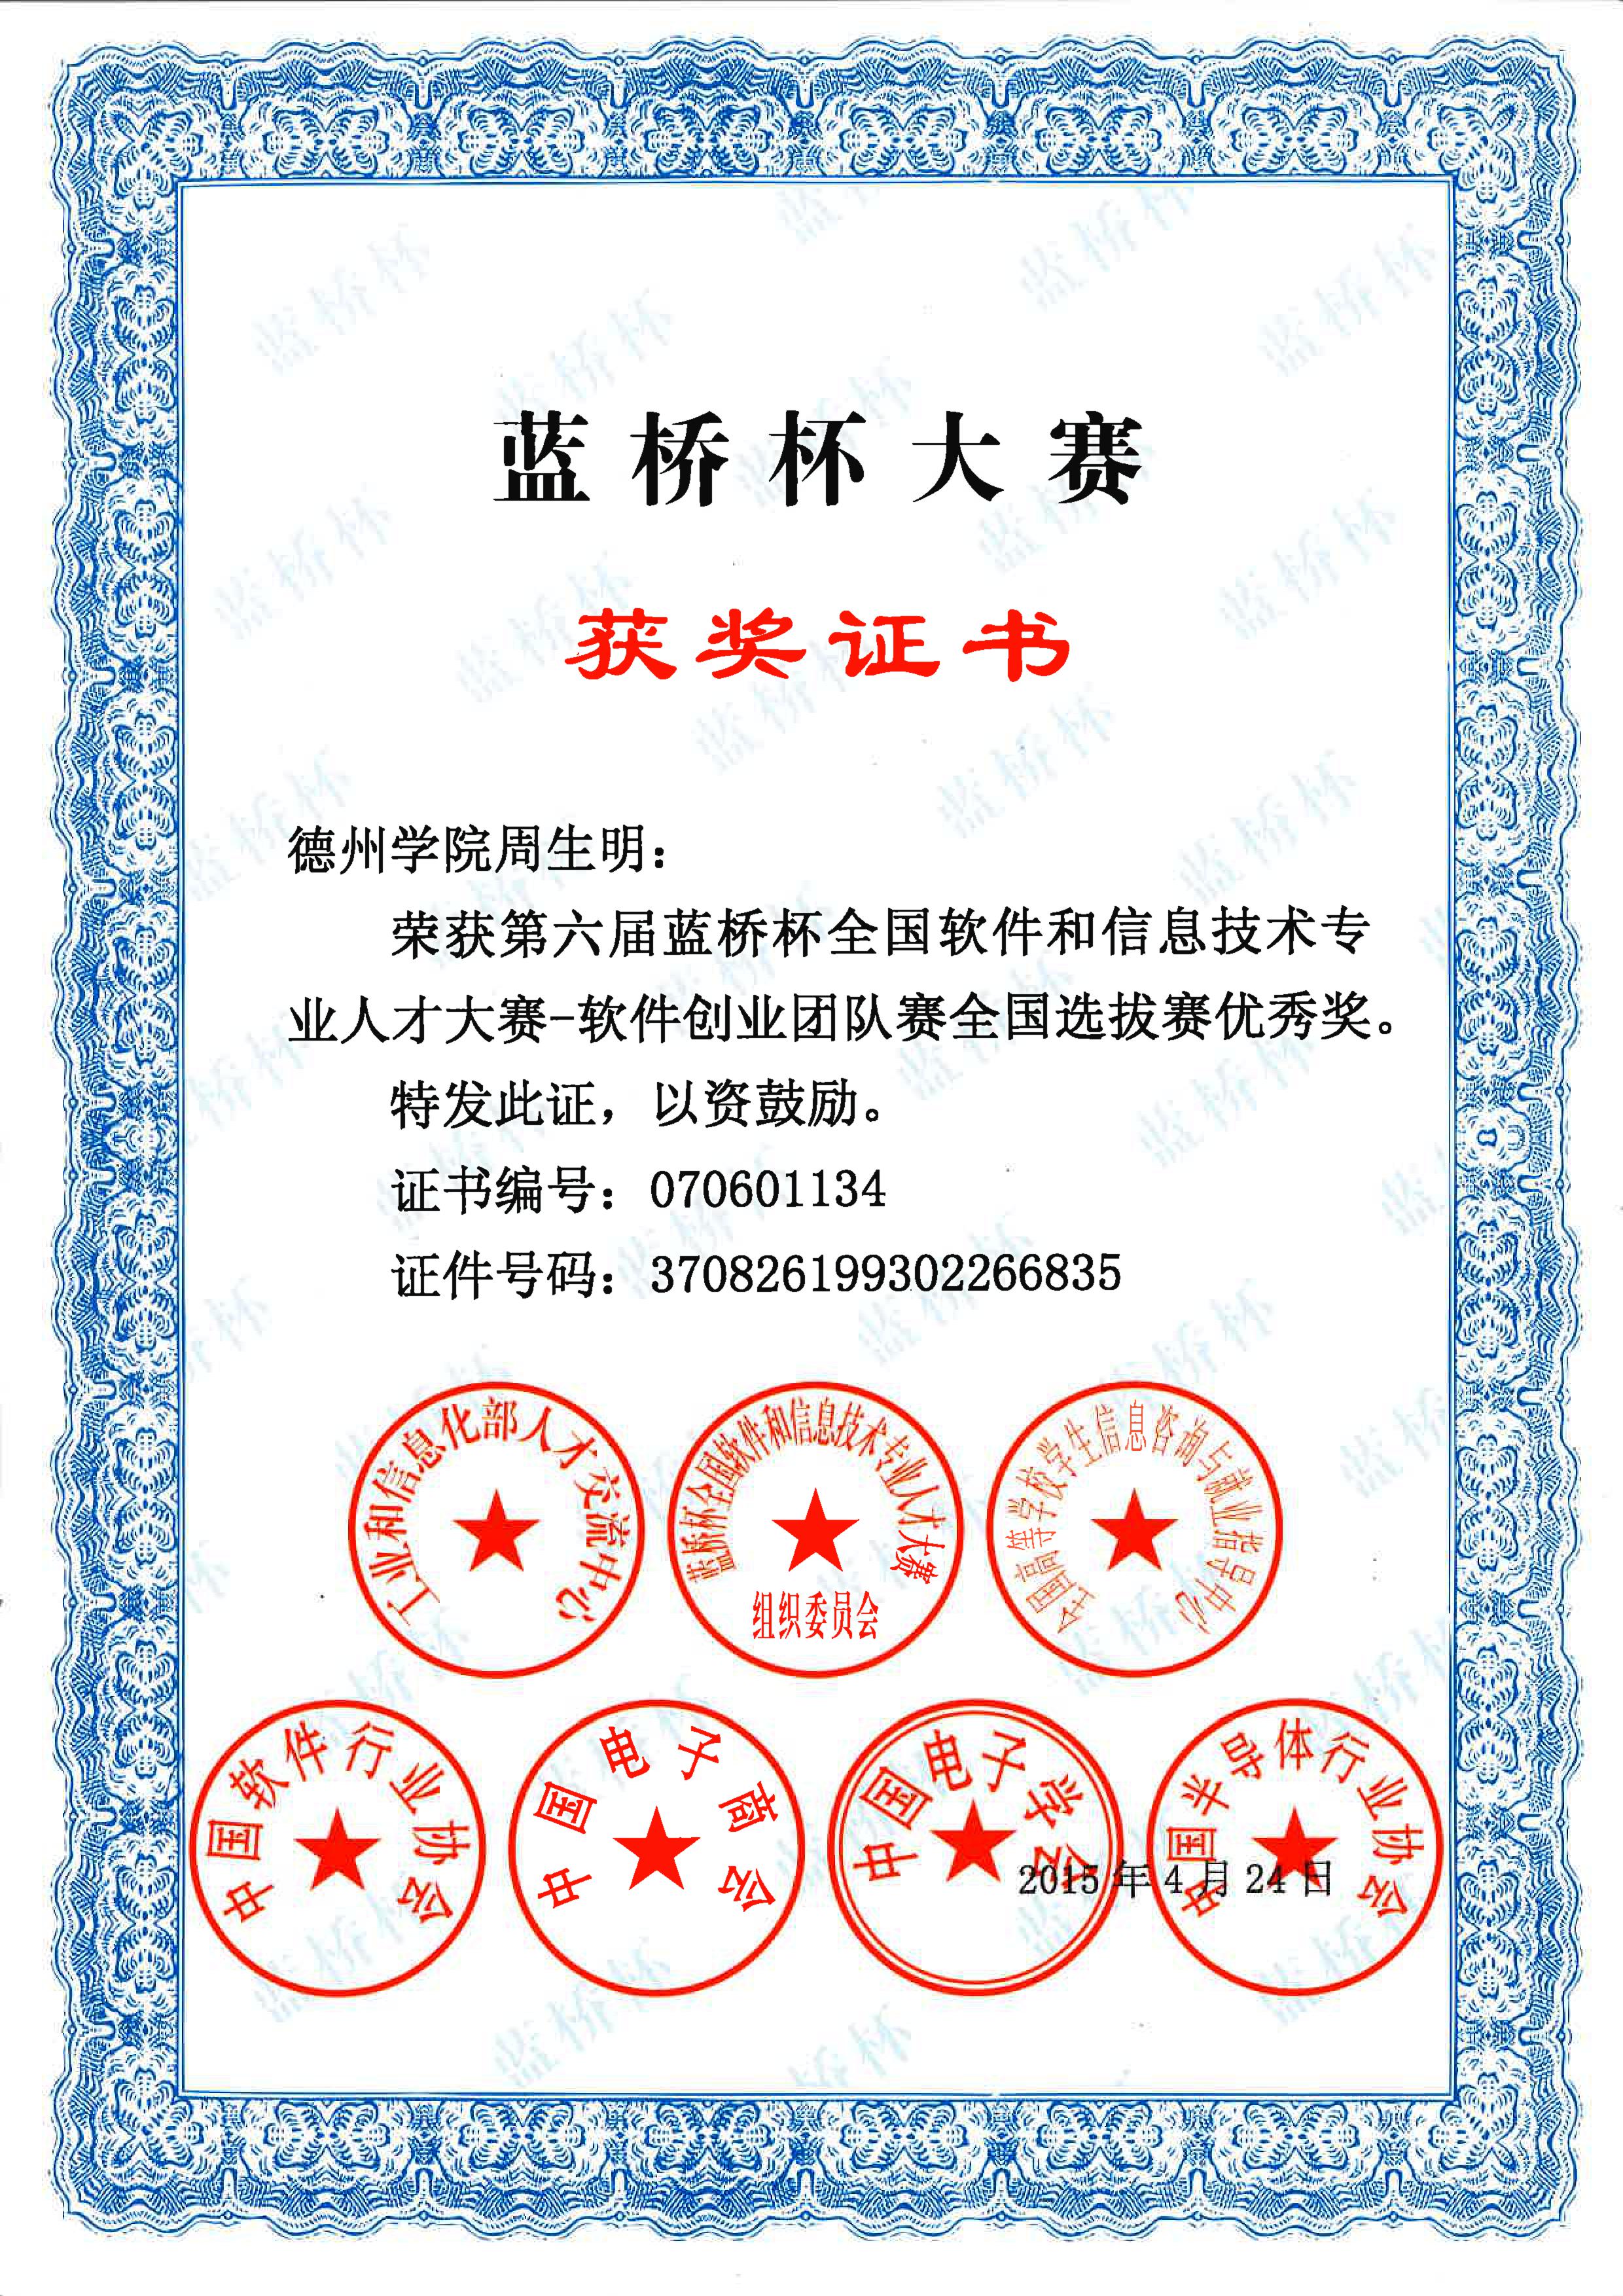 蓝桥杯大赛
获奖证书
德州学院周生明：
荣获第六届蓝桥杯全国软件和信息技术专
业人才大赛-软件创业团队赛全国选拔赛优秀奖。
特发此证，以资鼓励。
证书编号：070601134
证件号码：370826199302266835
工业和信息化部人才交流中心
蓝桥杯全国软件和信息技术专业人才大赛
组织委员会
全国高等学校学生信息咨询与就业指导中心
中国软件行业协会
中国电子商会
中国电子学会
中国半导体行业协会
2015年4月24日